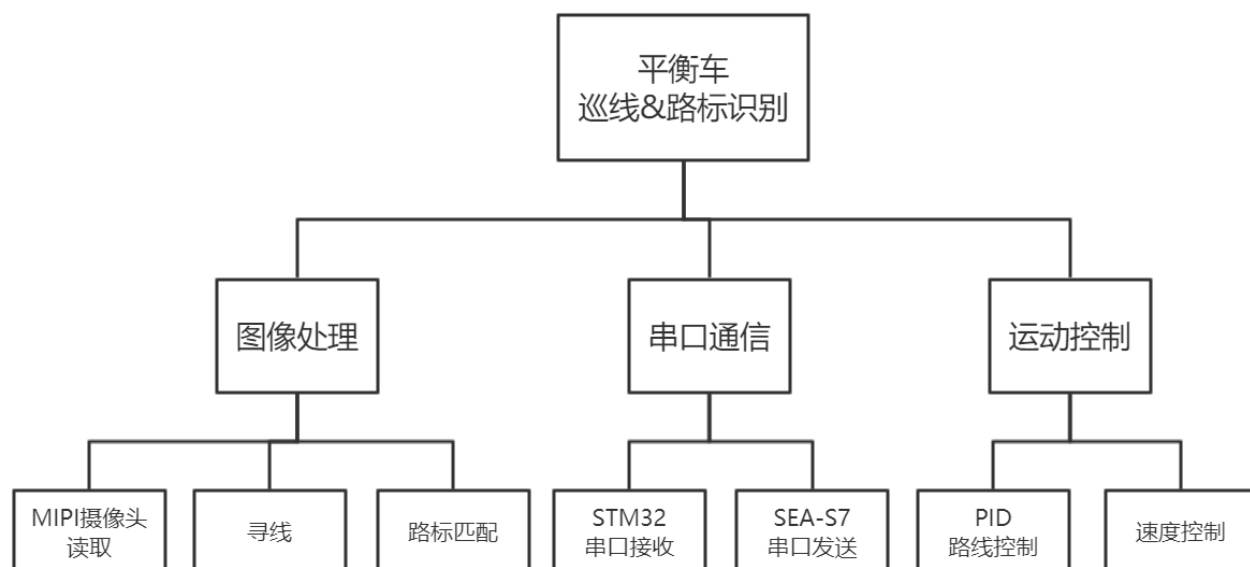 平衡车
巡线&路标识别
图像处理
串口通信
运动控制
MIPI摄像头
读取
寻线
路标匹配
STM32
串口接收
SEA-S7
串口发送
PID
路线控制
速度控制